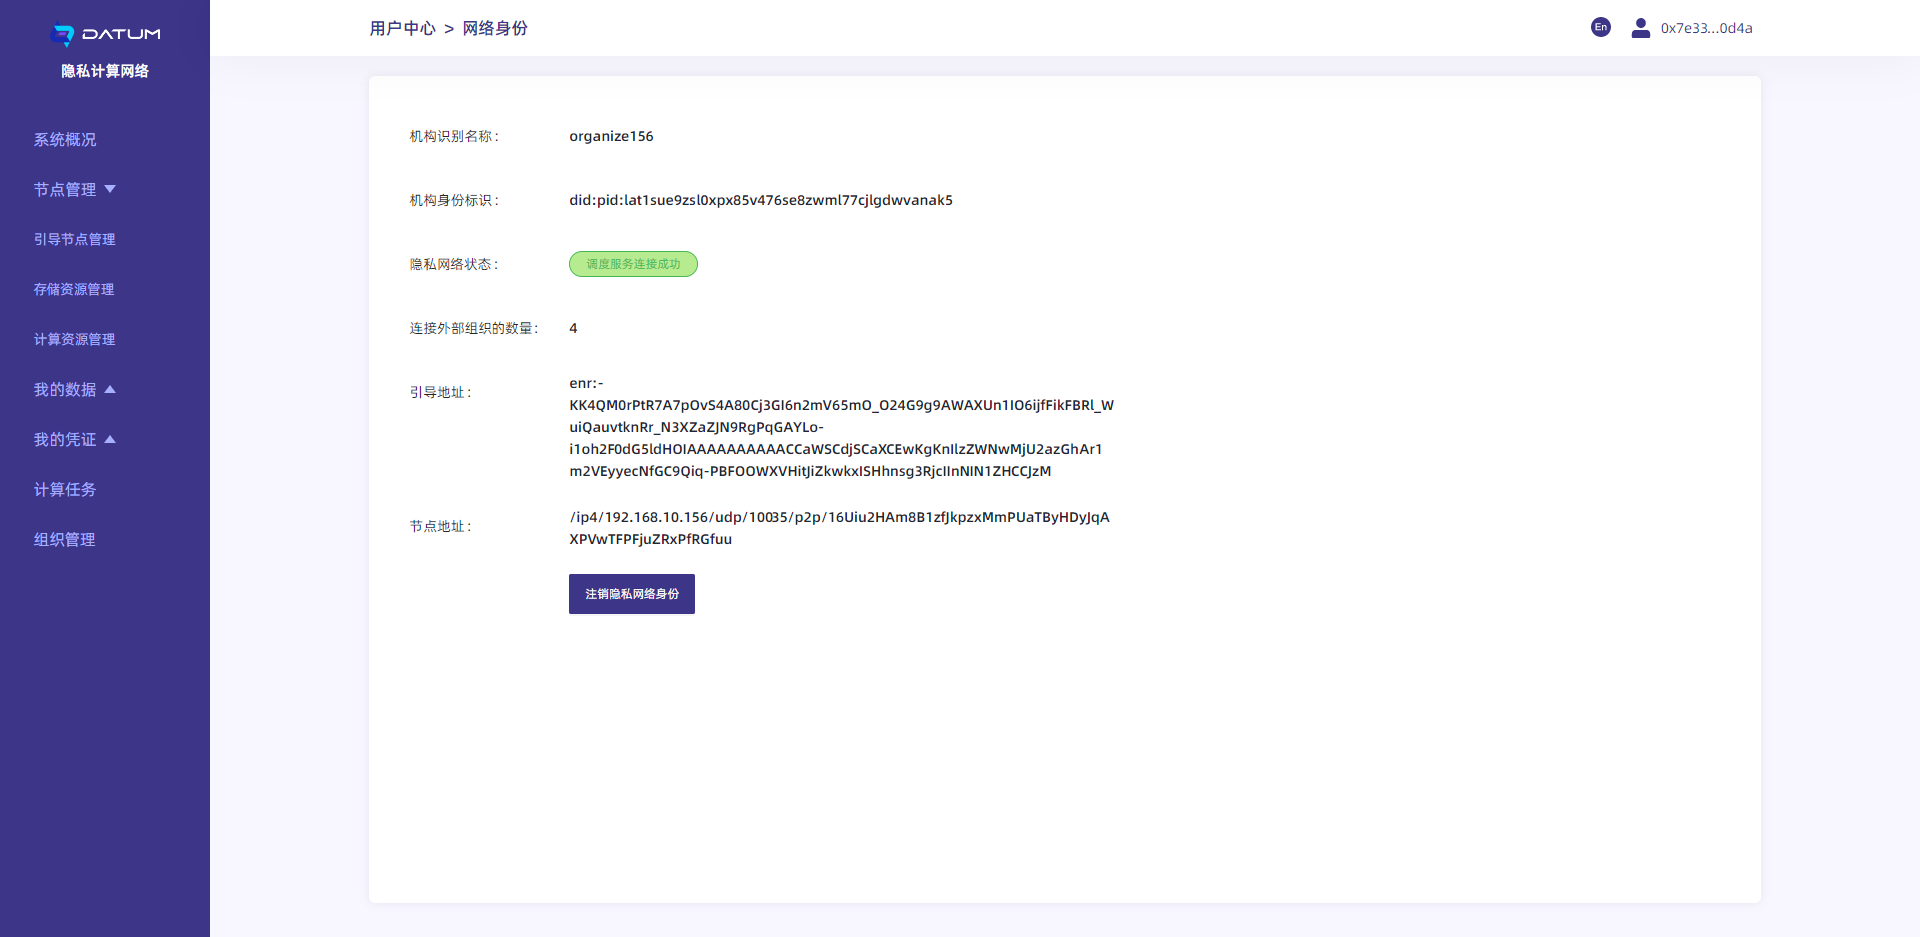 DATUM
隐私计算网络
系统概况
节点管理
引导节点管理
存储资源管理
计算资源管理
我的数据
我的凭证
计算任务
组织管理
用户中心 > 网络身份
En
0x7e33...0d4a
机构识别名称：
organize156
机构身份标识：
did:pid:lat1sue9zsl0xpx85v476se8zwml77cjlgdwvanak5
隐私网络状态：
调度服务连接成功
连接外部组织的数量：
4
引导地址：
enr:-
KK4QM0rPtR7A7pOvS4A80Cj3GI6n2mV65mO_O24G9g9AWAXUn1IO6ijfFikFBRl_W
uiQauvtknRr_N3XZaZJN9RgPqGAYLo-
i1oh2F0dG5ldHOIAAAAAAAAAACCaWSCdjSCaXCEwKgKnIlzZWNwMjU2azGhAr1
m2VEyyecNfGC9Qiq-PBFOOWXVHitJiZkwkxISHhnsg3RjcIInNIN1ZHCCJzM
节点地址：
/ip4/192.168.10.156/udp/10035/p2p/16Uiu2HAm8B1zfJkpzxMmPUaTByHDyJqA
XPVwTFPFjuZRxPfRGfuu
注销隐私网络身份